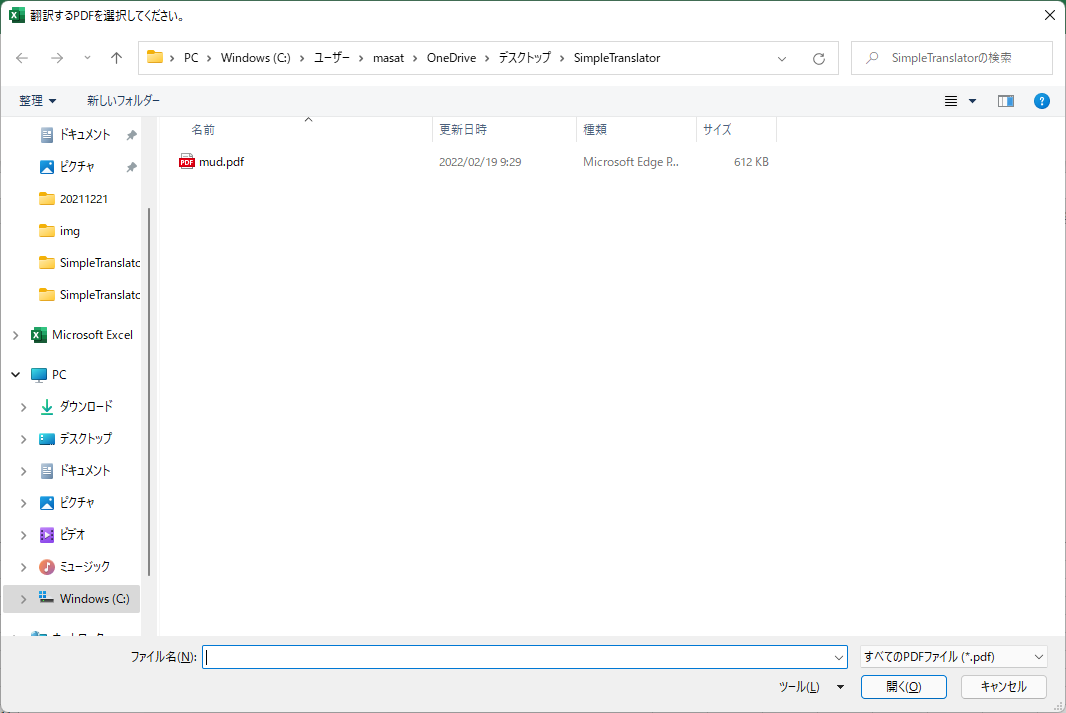 翻訳するPDFを選択してください。
PC > Windows (C:) > ユーザー > masat > OneDrive > デスクトップ > SimpleTranslator
SimpleTranslatorの検索
整理 新しいフォルダー
名前 更新日時 種類 サイズ
mud.pdf 2022/02/19 9:29 Microsoft Edge P... 612 KB
ドキュメント
ピクチャ
20211221
img
SimpleTranslato
SimpleTranslato
Microsoft Excel
PC
ダウンロード
デスクトップ
ドキュメント
ピクチャ
ビデオ
ミュージック
Windows (C:)
ファイル名(N):
すべてのPDFファイル (*.pdf)
ツール(L) 開く(O) キャンセル